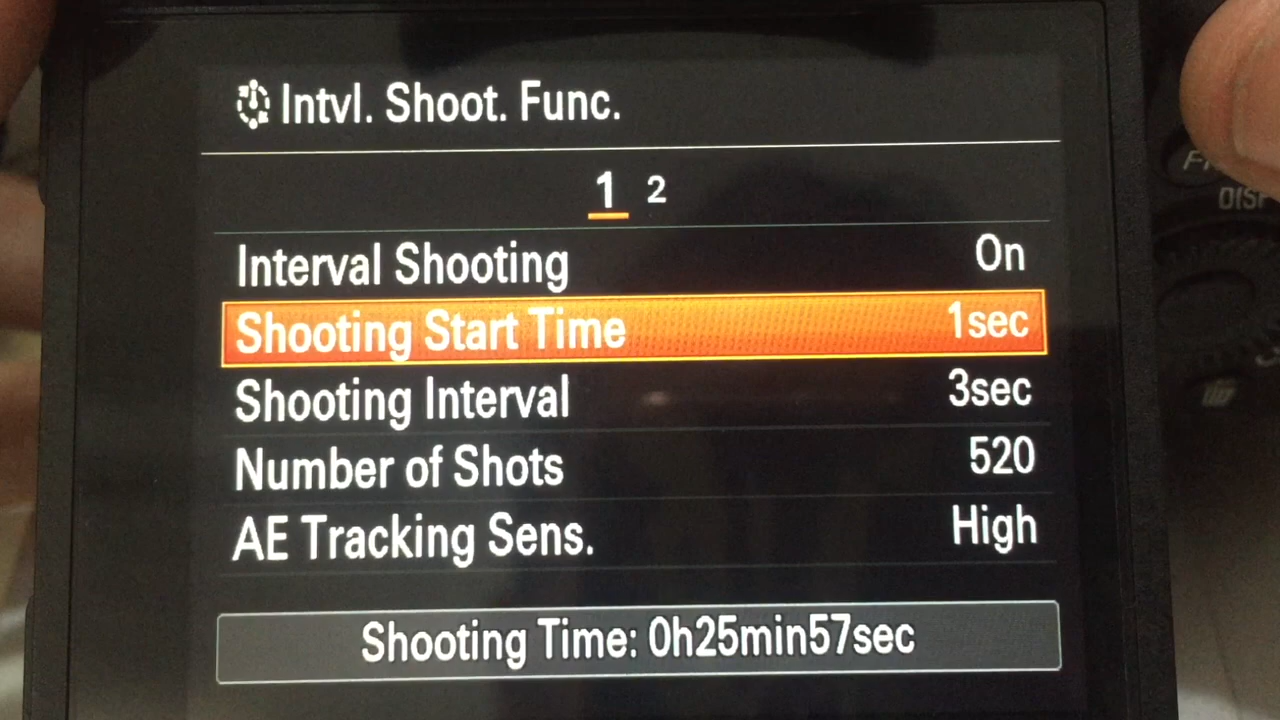 Intvl. Shoot. Func.
1 2
Interval Shooting On
Shooting Start Time 1sec
Shooting Interval 3sec
Number of Shots 520
AE Tracking Sens. High
Shooting Time: 0h25min57sec